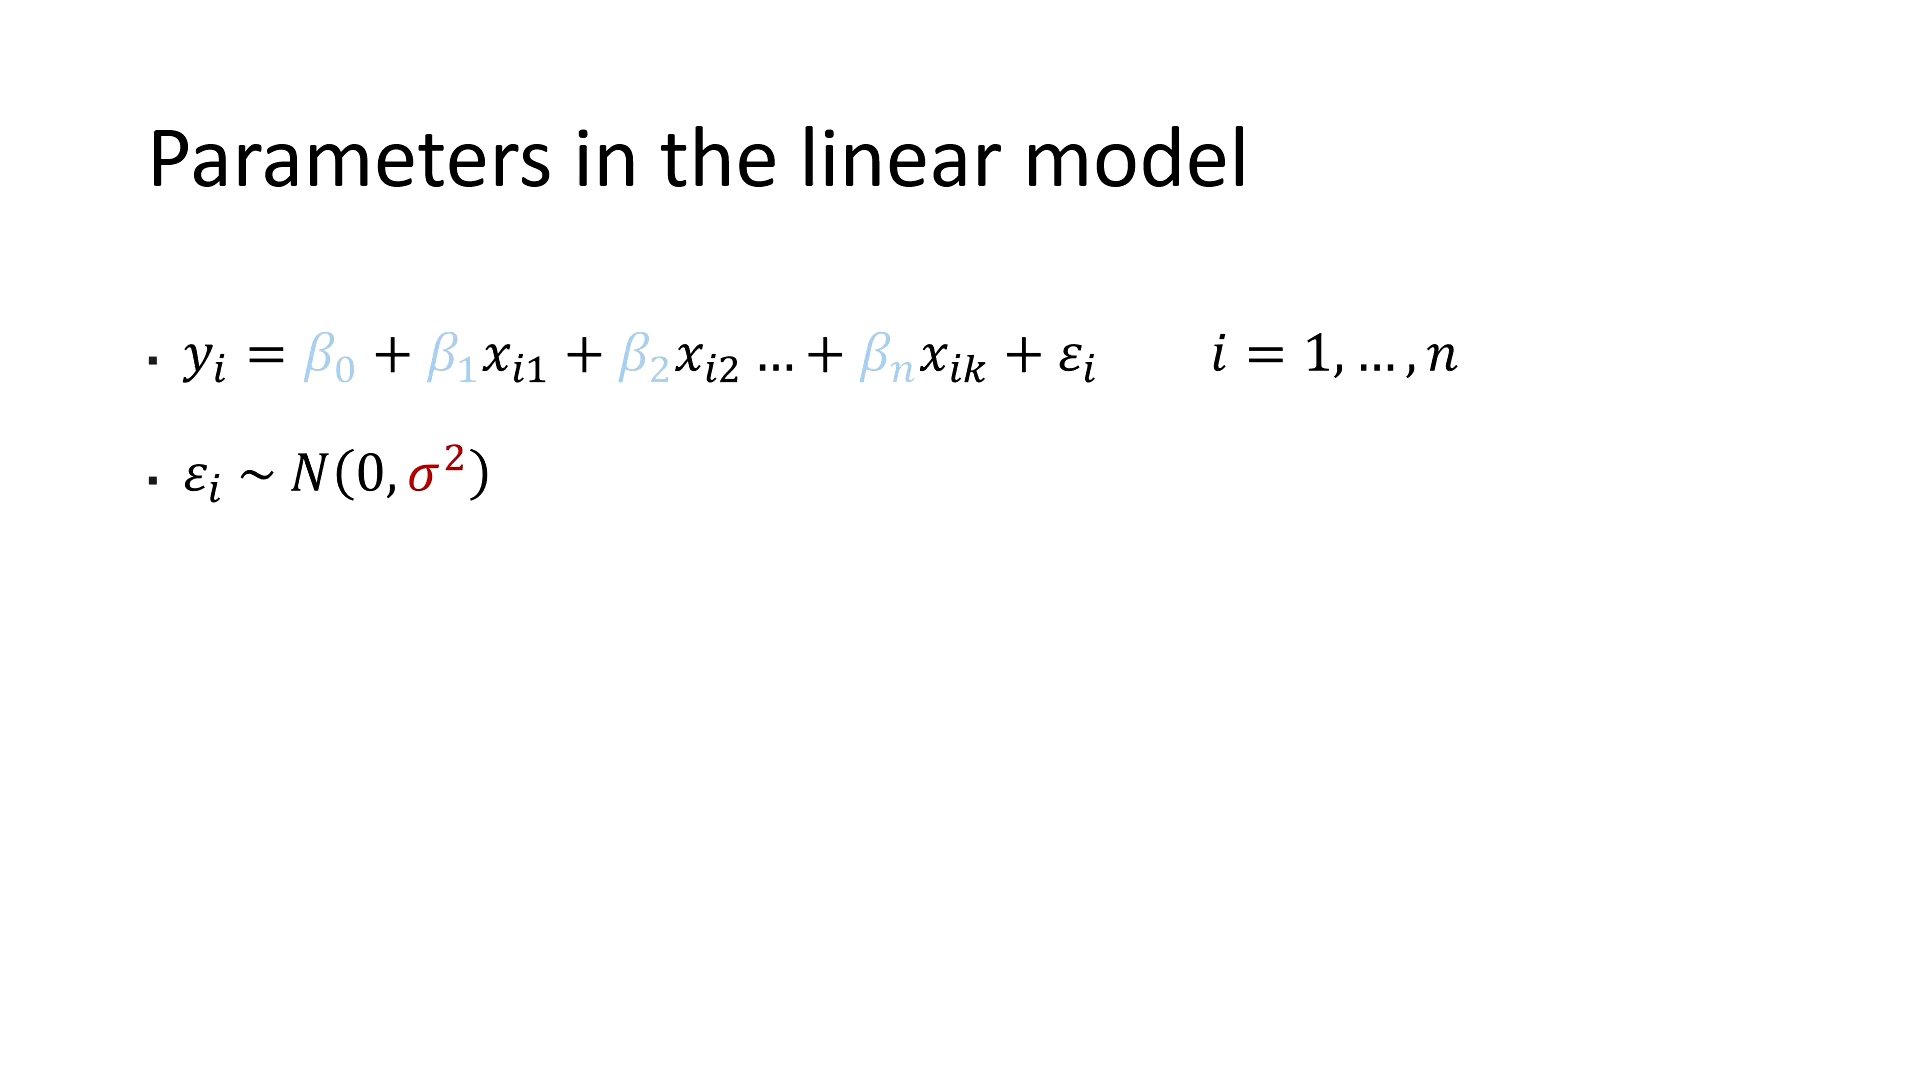 Parameters in the linear model
▪ yᵢ = β₀ + β₁xᵢ₁ + β₂xᵢ₂ … + βₙxᵢₖ + εᵢ i = 1, … , n
▪ εᵢ ~ N(0, σ²)